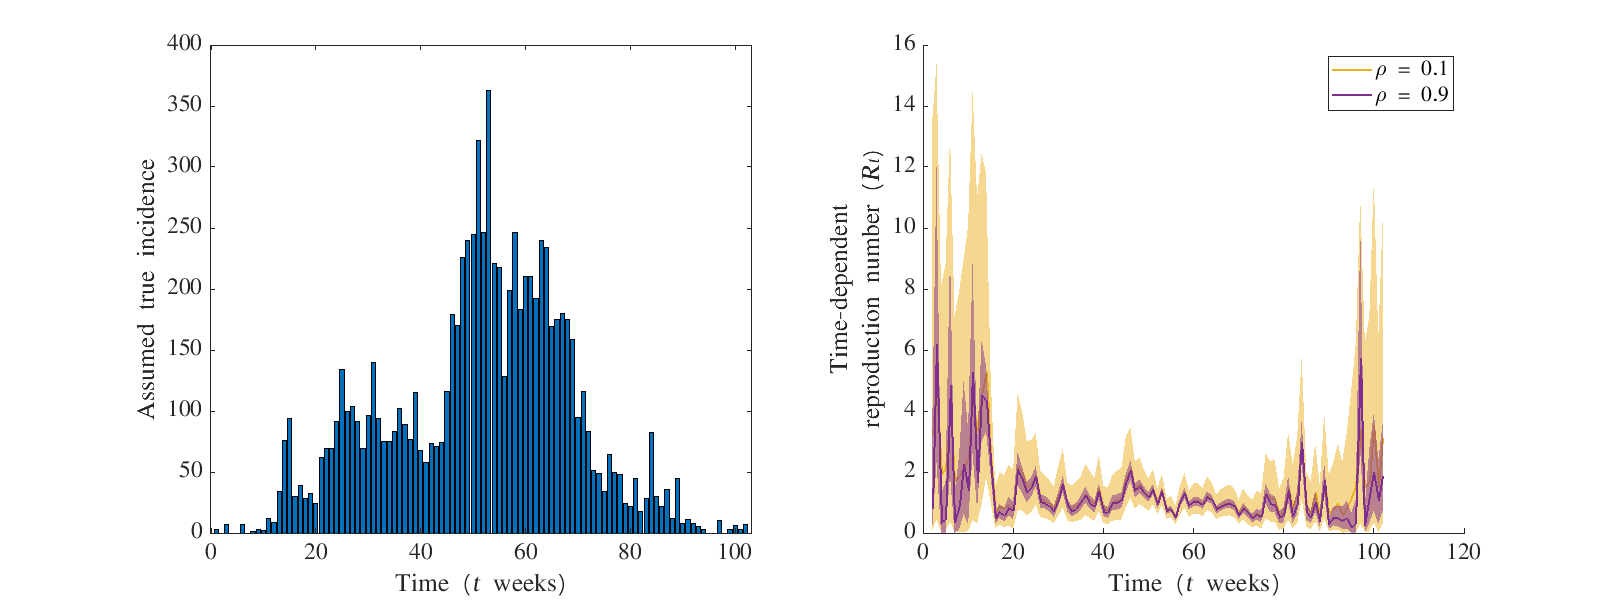 400
350
300
250
200
150
100
50
0
0 20 40 60 80 100
Time (t weeks)
Assumed true incidence
16
14
12
10
8
6
4
2
0
0 20 40 60 80 100 120
Time (t weeks)
Time-dependent
reproduction number (Rt)
ρ = 0.1
ρ = 0.9